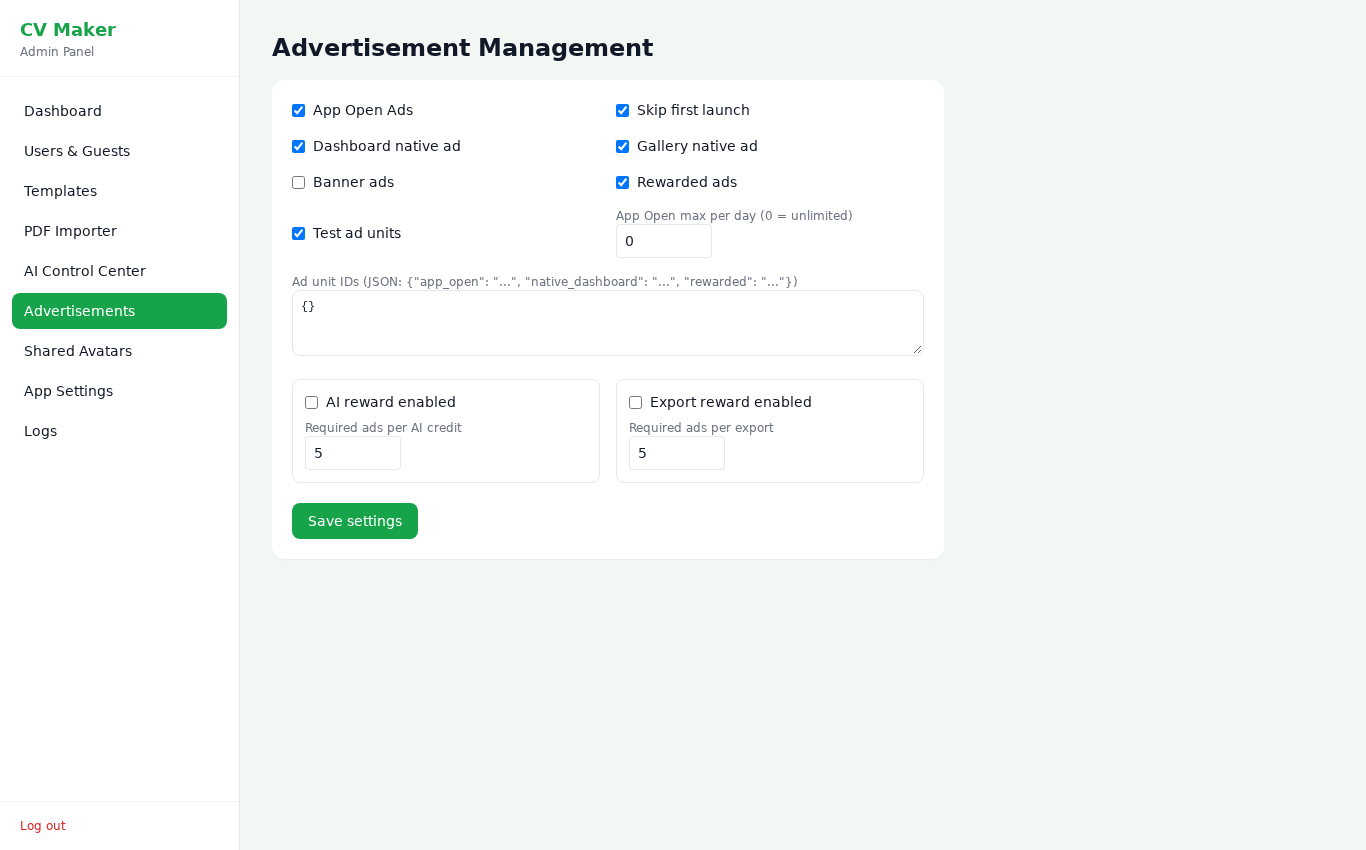 CV Maker
Admin Panel
Dashboard
Users & Guests
Templates
PDF Importer
AI Control Center
Advertisements
Shared Avatars
App Settings
Logs
Log out
Advertisement Management
App Open Ads
Skip first launch
Dashboard native ad
Gallery native ad
Banner ads
Rewarded ads
Test ad units
App Open max per day (0 = unlimited)
0
Ad unit IDs (JSON: {"app_open": "...", "native_dashboard": "...", "rewarded": "..."})
{}
AI reward enabled
Required ads per AI credit
5
Export reward enabled
Required ads per export
5
Save settings